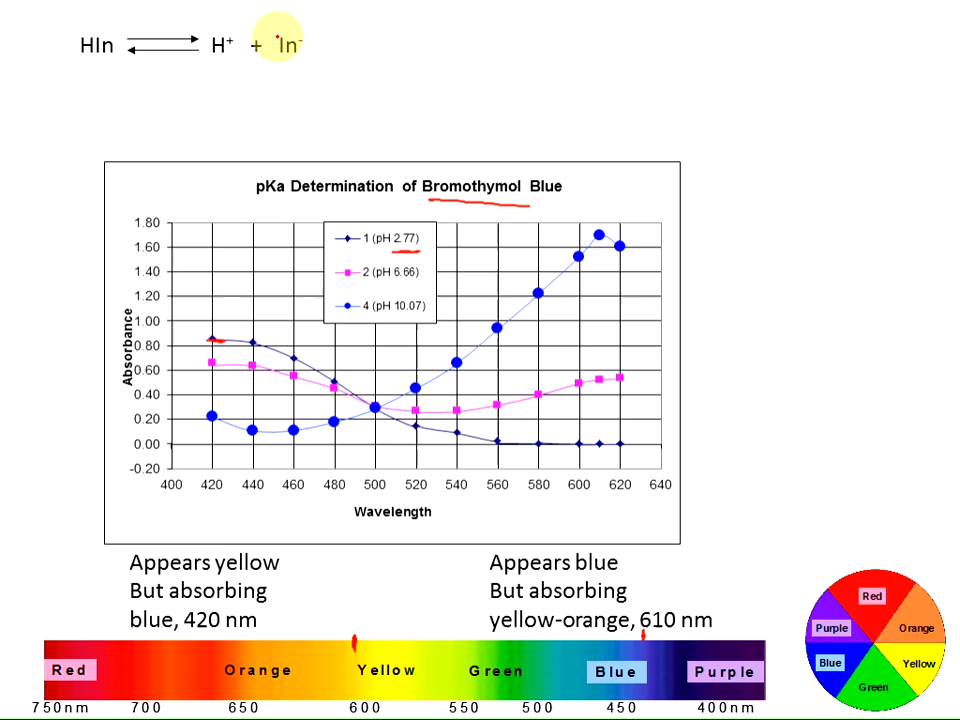 HIn ⇌ H⁺ + In⁻
pKa Determination of Bromothymol Blue
1.80
1.60
1.40
1.20
1.00
0.80
0.60
0.40
0.20
0.00
-0.20
Absorbance
1 (pH 2.77)
2 (pH 6.66)
4 (pH 10.07)
400 420 440 460 480 500 520 540 560 580 600 620 640
Wavelength
Appears yellow
But absorbing
blue, 420 nm
Appears blue
But absorbing
yellow-orange, 610 nm
Red Orange Yellow Green Blue Purple
750nm 700 650 600 550 500 450 400nm
Red
Purple
Orange
Blue
Yellow
Green